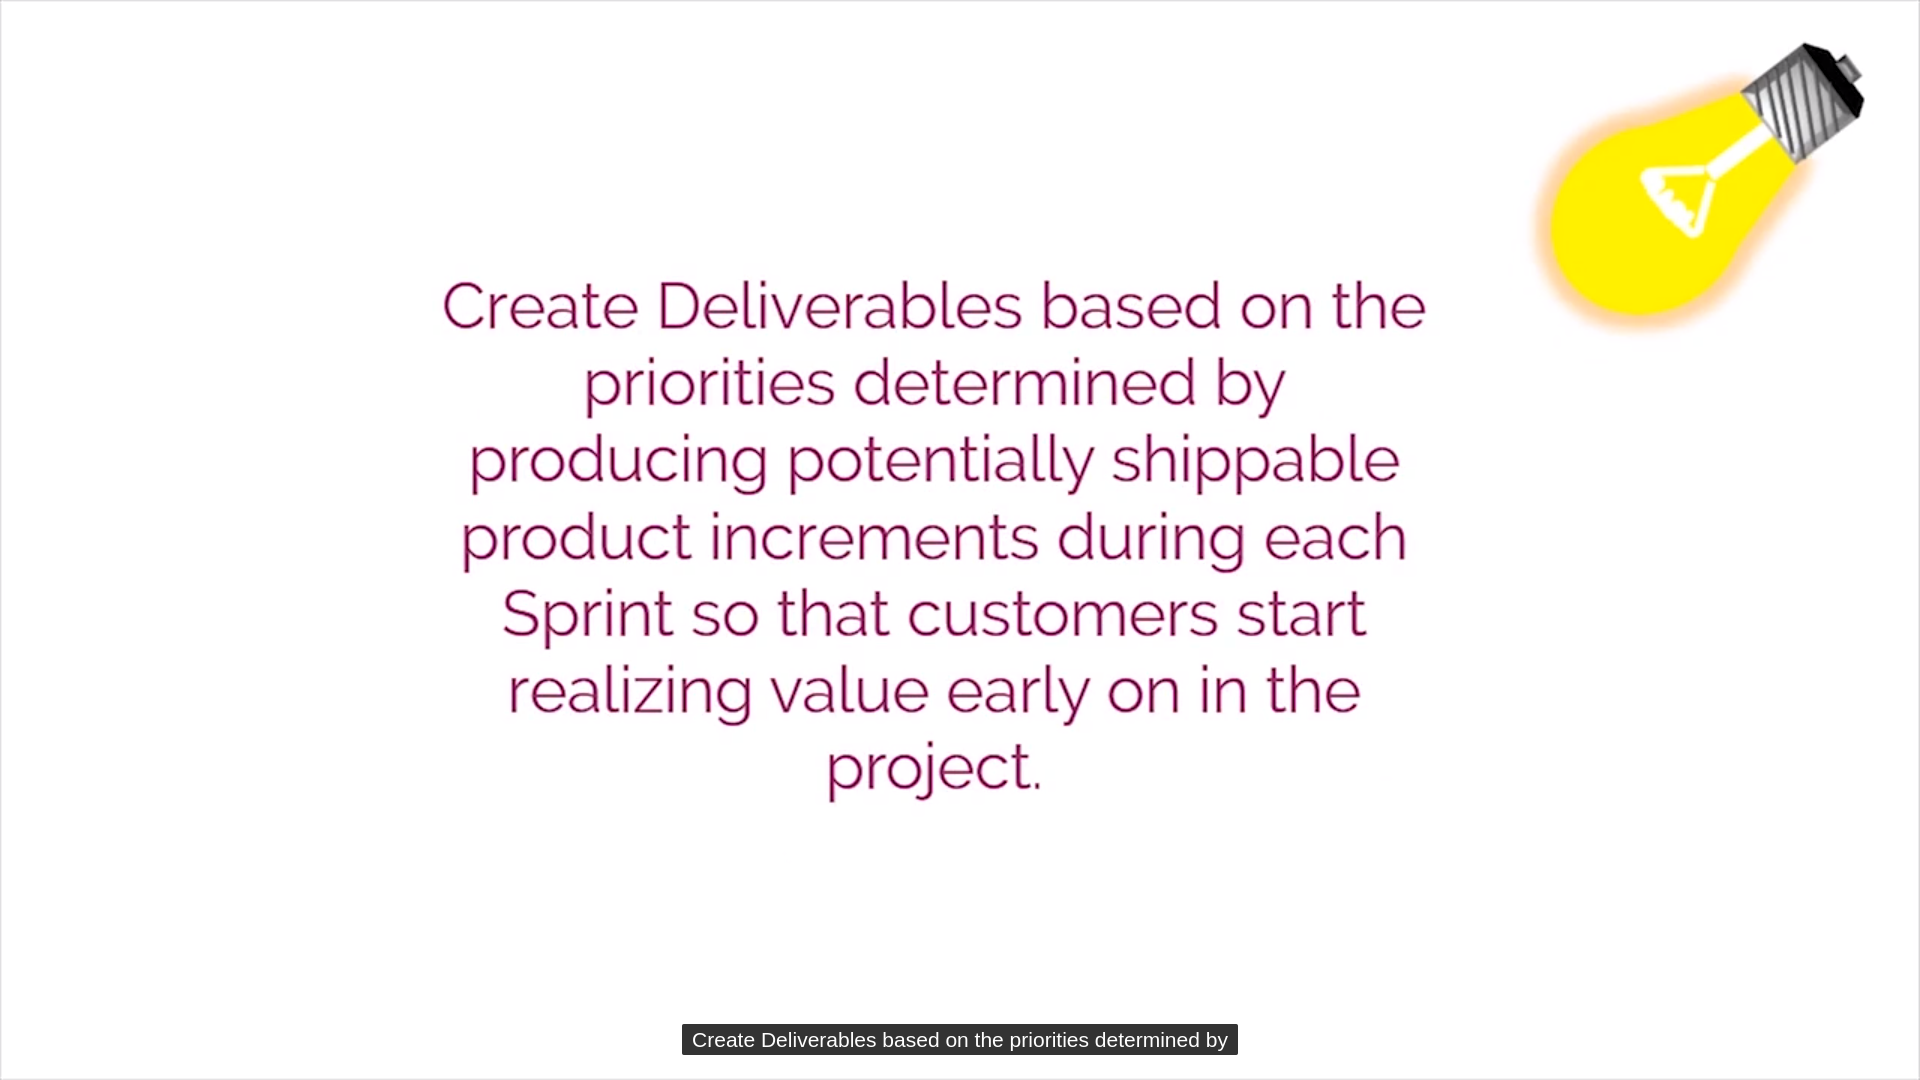 Create Deliverables based on the
priorities determined by
producing potentially shippable
product increments during each
Sprint so that customers start
realizing value early on in the
project.
Create Deliverables based on the priorities determined by